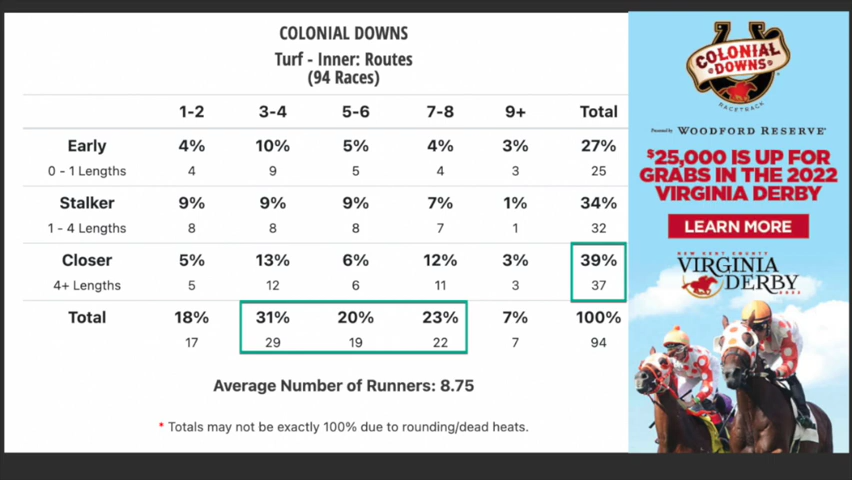 COLONIAL DOWNS
Turf - Inner: Routes
(94 Races)
1-2 3-4 5-6 7-8 9+ Total
Early 4% 10% 5% 4% 3% 27%
0 - 1 Lengths 4 9 5 4 3 25
Stalker 9% 9% 9% 7% 1% 34%
1 - 4 Lengths 8 8 8 7 1 32
Closer 5% 13% 6% 12% 3% 39%
4+ Lengths 5 12 6 11 3 37
Total 18% 31% 20% 23% 7% 100%
17 29 19 22 7 94
Average Number of Runners: 8.75
* Totals may not be exactly 100% due to rounding/dead heats.
COLONIAL
DOWNS
RACETRACK
Presented by WOODFORD RESERVE®
$25,000 IS UP FOR
GRABS IN THE 2022
VIRGINIA DERBY
LEARN MORE
NEW KENT COUNTY
VIRGINIA
DERBY